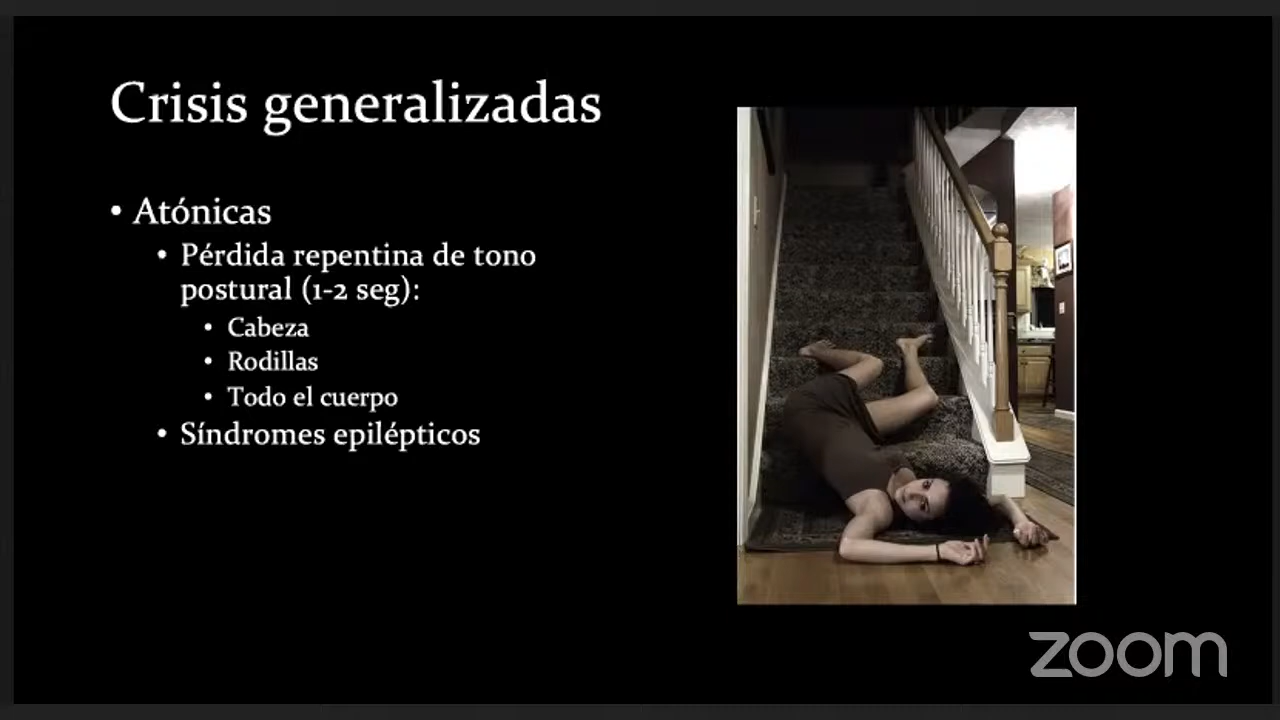 Crisis generalizadas
• Atónicas
• Pérdida repentina de tono
postural (1-2 seg):
• Cabeza
• Rodillas
• Todo el cuerpo
• Síndromes epilépticos
zoom